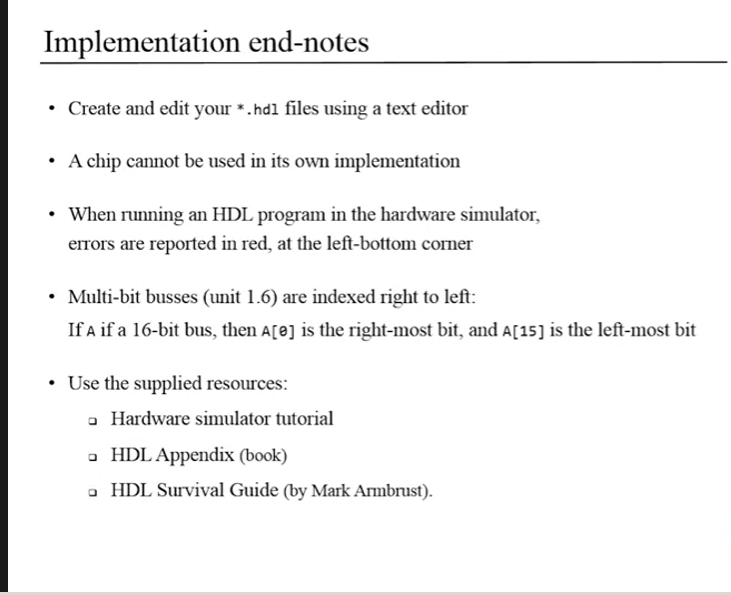 Implementation end-notes
• Create and edit your *.hdl files using a text editor
• A chip cannot be used in its own implementation
• When running an HDL program in the hardware simulator,
errors are reported in red, at the left-bottom corner
• Multi-bit busses (unit 1.6) are indexed right to left:
If A if a 16-bit bus, then A[0] is the right-most bit, and A[15] is the left-most bit
• Use the supplied resources:
❑ Hardware simulator tutorial
❑ HDL Appendix (book)
❑ HDL Survival Guide (by Mark Armbrust).